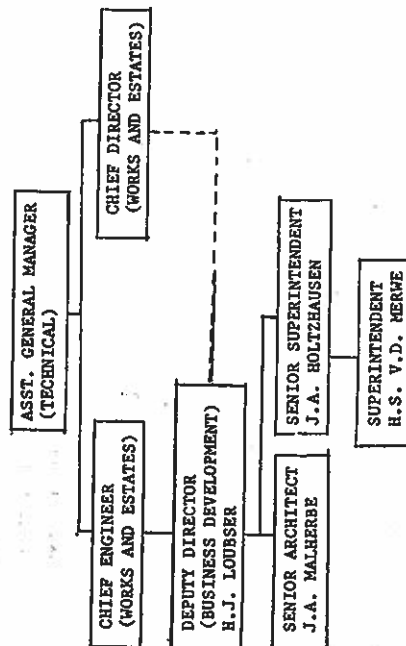 ASST. GENERAL MANAGER
(TECHNICAL)
CHIEF ENGINEER
(WORKS AND ESTATES)
CHIEF DIRECTOR
(WORKS AND ESTATES)
DEPUTY DIRECTOR
(BUSINESS DEVELOPMENT)
H.J. LOUBSER
SENIOR ARCHITECT
J.A. MALHERBE
SENIOR SUPERINTENDENT
J.A. HOLTZHAUSEN
SUPERINTENDENT
H.S. V.D. MERWE